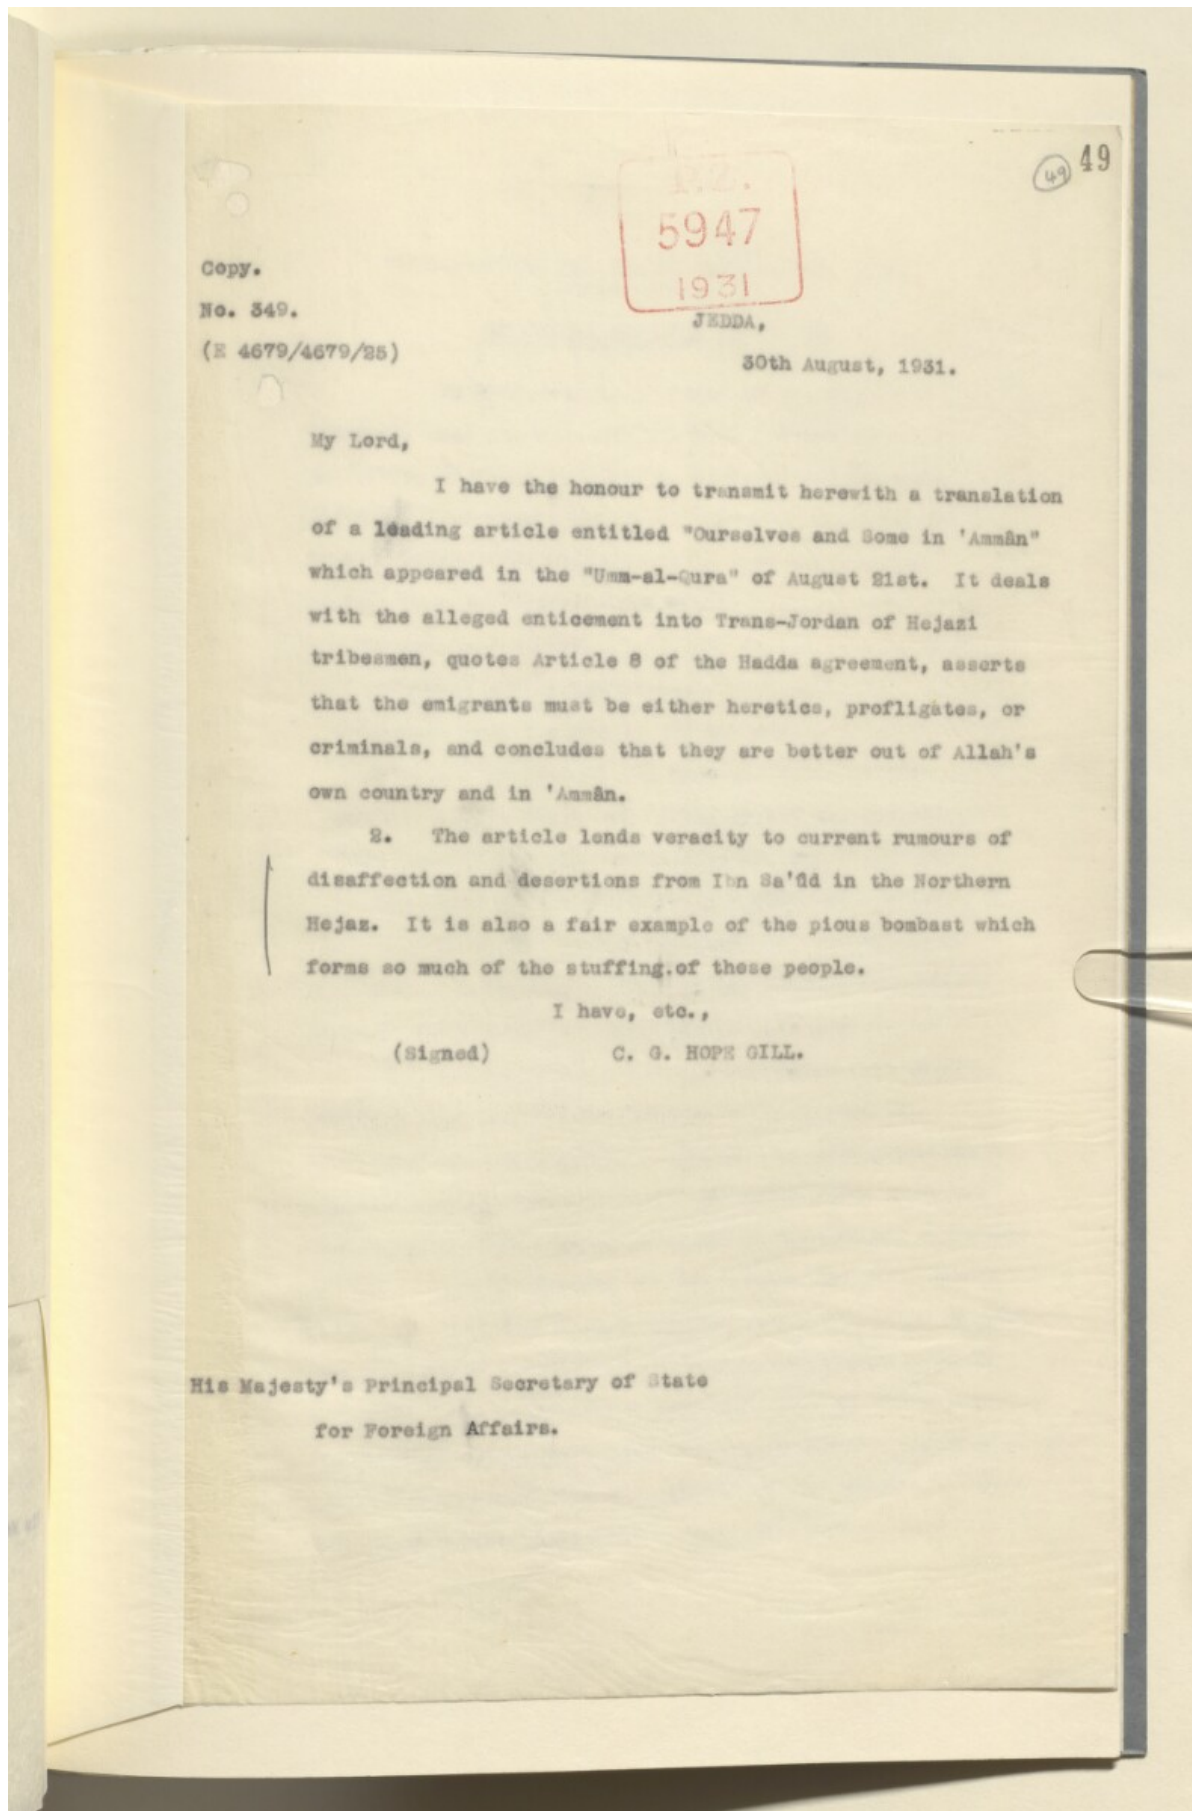 49
49
P.Z.
5947
1931
Copy.
No. 349.
JEDDA,
(E 4679/4679/25)
30th August, 1931.
My Lord,
I have the honour to transmit herewith a translation
of a leading article entitled "Ourselves and Some in 'Ammân"
which appeared in the "Umm-al-Qura" of August 21st. It deals
with the alleged enticement into Trans-Jordan of Hejazi
tribesmen, quotes Article 8 of the Hadda agreement, asserts
that the emigrants must be either heretics, profligates, or
criminals, and concludes that they are better out of Allah's
own country and in 'Ammân.
2. The article lends veracity to current rumours of
disaffection and desertions from Ibn Sa'ûd in the Northern
Hejaz. It is also a fair example of the pious bombast which
forms so much of the stuffing.of these people.
I have, etc.,
(Signed) C. G. HOPE GILL.
His Majesty's Principal Secretary of State
for Foreign Affairs.